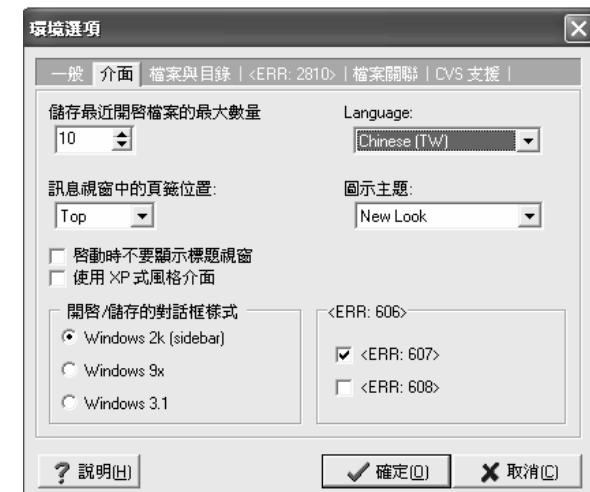 環境選項
一般 介面 檔案與目錄 | <ERR: 2810> | 檔案關聯 | CVS 支援 |
儲存最近開啓檔案的最大數量
10
Language:
Chinese (TW)
訊息視窗中的頁籤位置:
Top
圖示主題:
New Look
啓動時不要顯示標題視窗
使用 XP 式風格介面
開啓/儲存的對話框樣式
Windows 2k (sidebar)
Windows 9x
Windows 3.1
<ERR: 606>
<ERR: 607>
<ERR: 608>
? 說明(H)
確定(O)
取消(C)